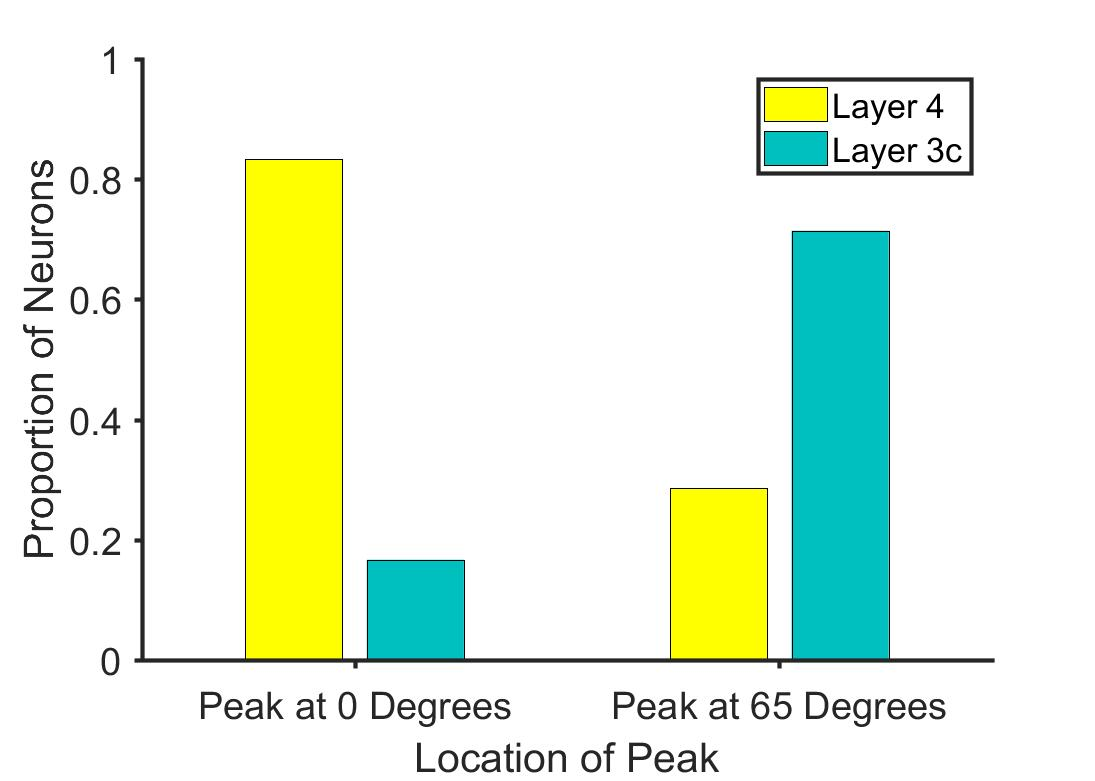 1
0.8
0.6
0.4
0.2
0
Proportion of Neurons
Layer 4
Layer 3c
Peak at 0 Degrees
Peak at 65 Degrees
Location of Peak